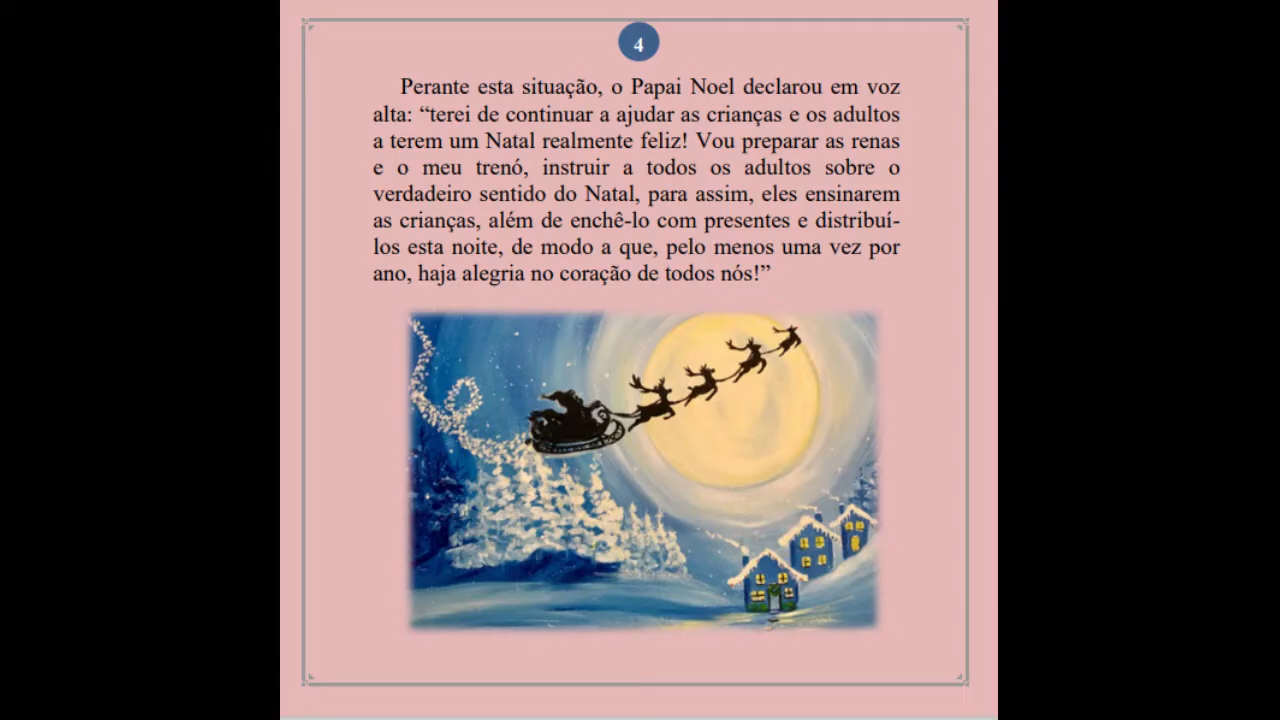 4
Perante esta situação, o Papai Noel declarou em voz
alta: “terei de continuar a ajudar as crianças e os adultos
a terem um Natal realmente feliz! Vou preparar as renas
e o meu trenó, instruir a todos os adultos sobre o
verdadeiro sentido do Natal, para assim, eles ensinarem
as crianças, além de enchê-lo com presentes e distribuí-
los esta noite, de modo a que, pelo menos uma vez por
ano, haja alegria no coração de todos nós!”